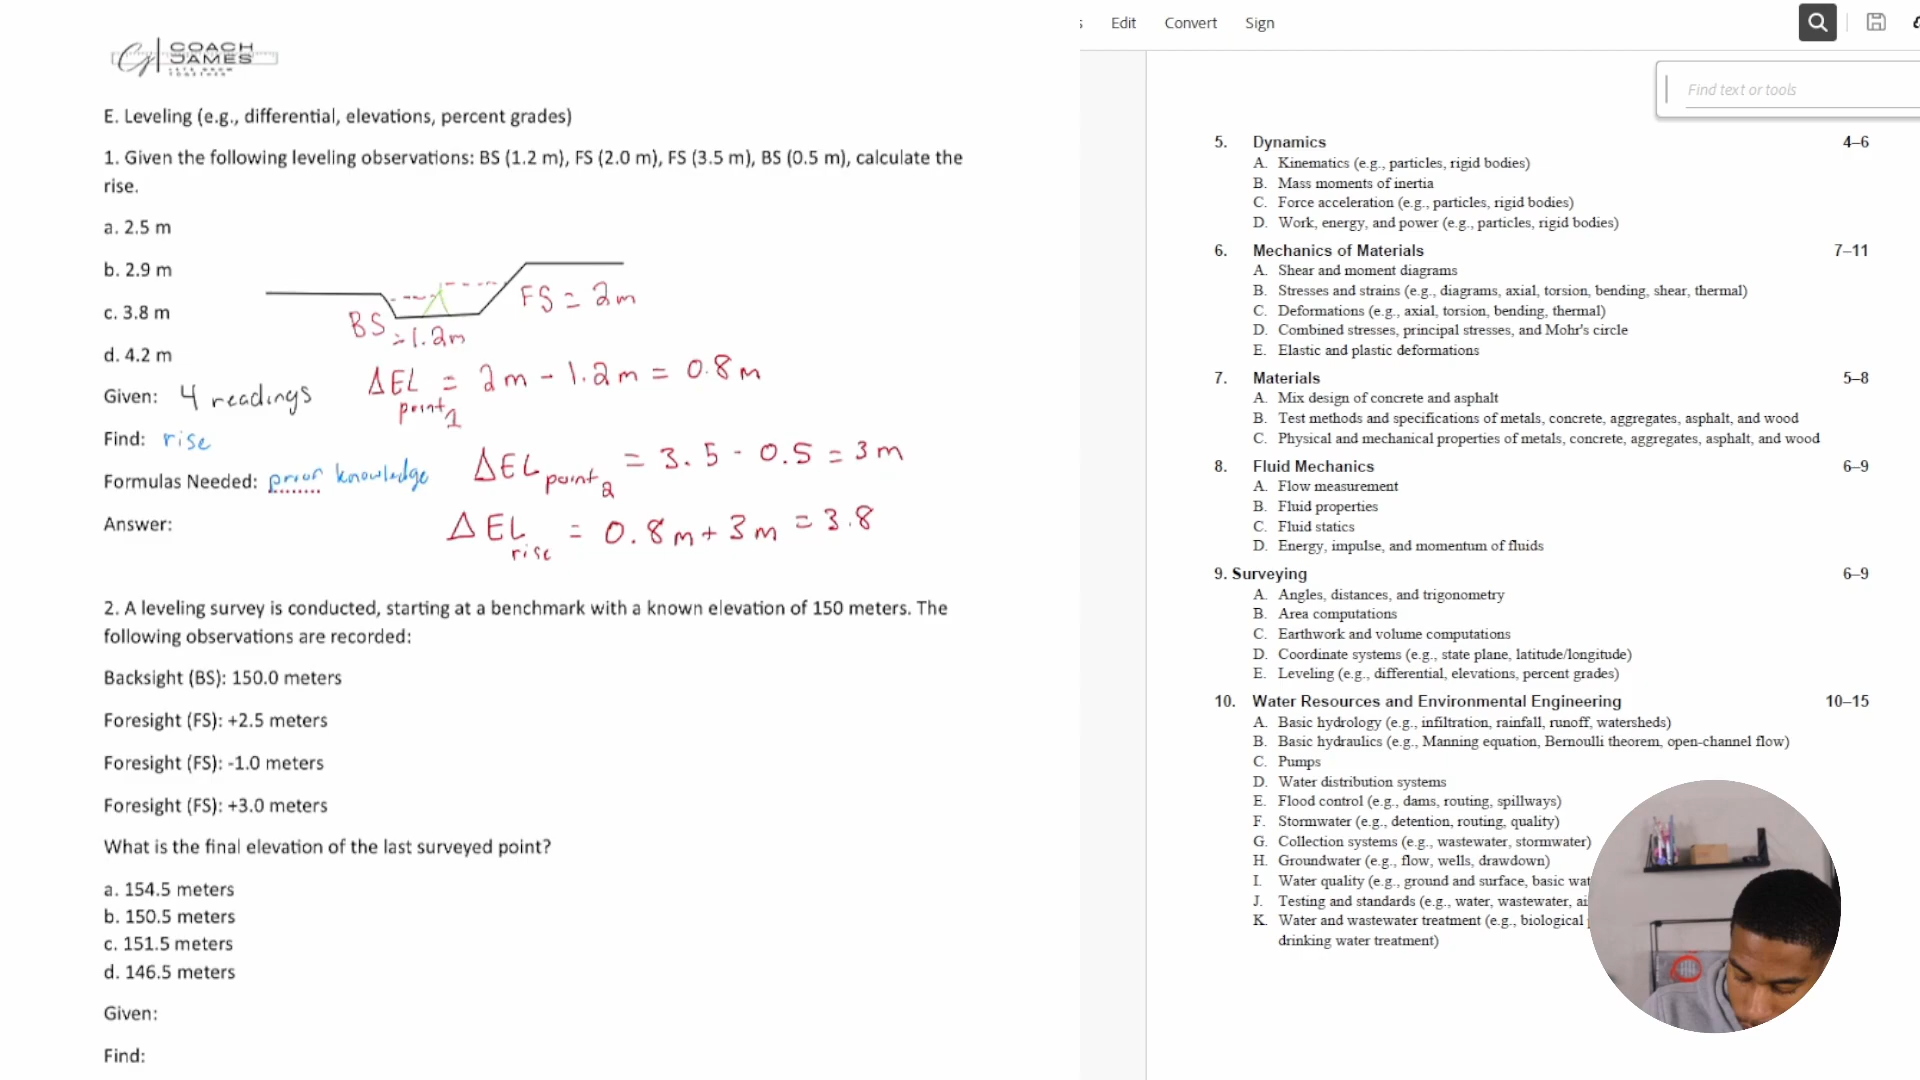 COACH
JAMES
E. Leveling (e.g., differential, elevations, percent grades)
1. Given the following leveling observations: BS (1.2 m), FS (2.0 m), FS (3.5 m), BS (0.5 m), calculate the
rise.
a. 2.5 m
b. 2.9 m
c. 3.8 m
d. 4.2 m
BS = 1.2m
FS = 2m
Given: 4 readings
ΔEL point 1 = 2m - 1.2m = 0.8m
Find: rise
Formulas Needed: prior knowledge
ΔEL point 2 = 3.5 - 0.5 = 3m
Answer:
ΔEL rise = 0.8m + 3m = 3.8
2. A leveling survey is conducted, starting at a benchmark with a known elevation of 150 meters. The
following observations are recorded:
Backsight (BS): 150.0 meters
Foresight (FS): +2.5 meters
Foresight (FS): -1.0 meters
Foresight (FS): +3.0 meters
What is the final elevation of the last surveyed point?
a. 154.5 meters
b. 150.5 meters
c. 151.5 meters
d. 146.5 meters
Given:
Find:
Edit Convert Sign
Find text or tools
5. Dynamics 4–6
A. Kinematics (e.g., particles, rigid bodies)
B. Mass moments of inertia
C. Force acceleration (e.g., particles, rigid bodies)
D. Work, energy, and power (e.g., particles, rigid bodies)
6. Mechanics of Materials 7–11
A. Shear and moment diagrams
B. Stresses and strains (e.g., diagrams, axial, torsion, bending, shear, thermal)
C. Deformations (e.g., axial, torsion, bending, thermal)
D. Combined stresses, principal stresses, and Mohr's circle
E. Elastic and plastic deformations
7. Materials 5–8
A. Mix design of concrete and asphalt
B. Test methods and specifications of metals, concrete, aggregates, asphalt, and wood
C. Physical and mechanical properties of metals, concrete, aggregates, asphalt, and wood
8. Fluid Mechanics 6–9
A. Flow measurement
B. Fluid properties
C. Fluid statics
D. Energy, impulse, and momentum of fluids
9. Surveying 6–9
A. Angles, distances, and trigonometry
B. Area computations
C. Earthwork and volume computations
D. Coordinate systems (e.g., state plane, latitude/longitude)
E. Leveling (e.g., differential, elevations, percent grades)
10. Water Resources and Environmental Engineering 10–15
A. Basic hydrology (e.g., infiltration, rainfall, runoff, watersheds)
B. Basic hydraulics (e.g., Manning equation, Bernoulli theorem, open-channel flow)
C. Pumps
D. Water distribution systems
E. Flood control (e.g., dams, routing, spillways)
F. Stormwater (e.g., detention, routing, quality)
G. Collection systems (e.g., wastewater, stormwater)
H. Groundwater (e.g., flow, wells, drawdown)
I. Water quality (e.g., ground and surface, basic wat
J. Testing and standards (e.g., water, wastewater, ai
K. Water and wastewater treatment (e.g., biological
drinking water treatment)